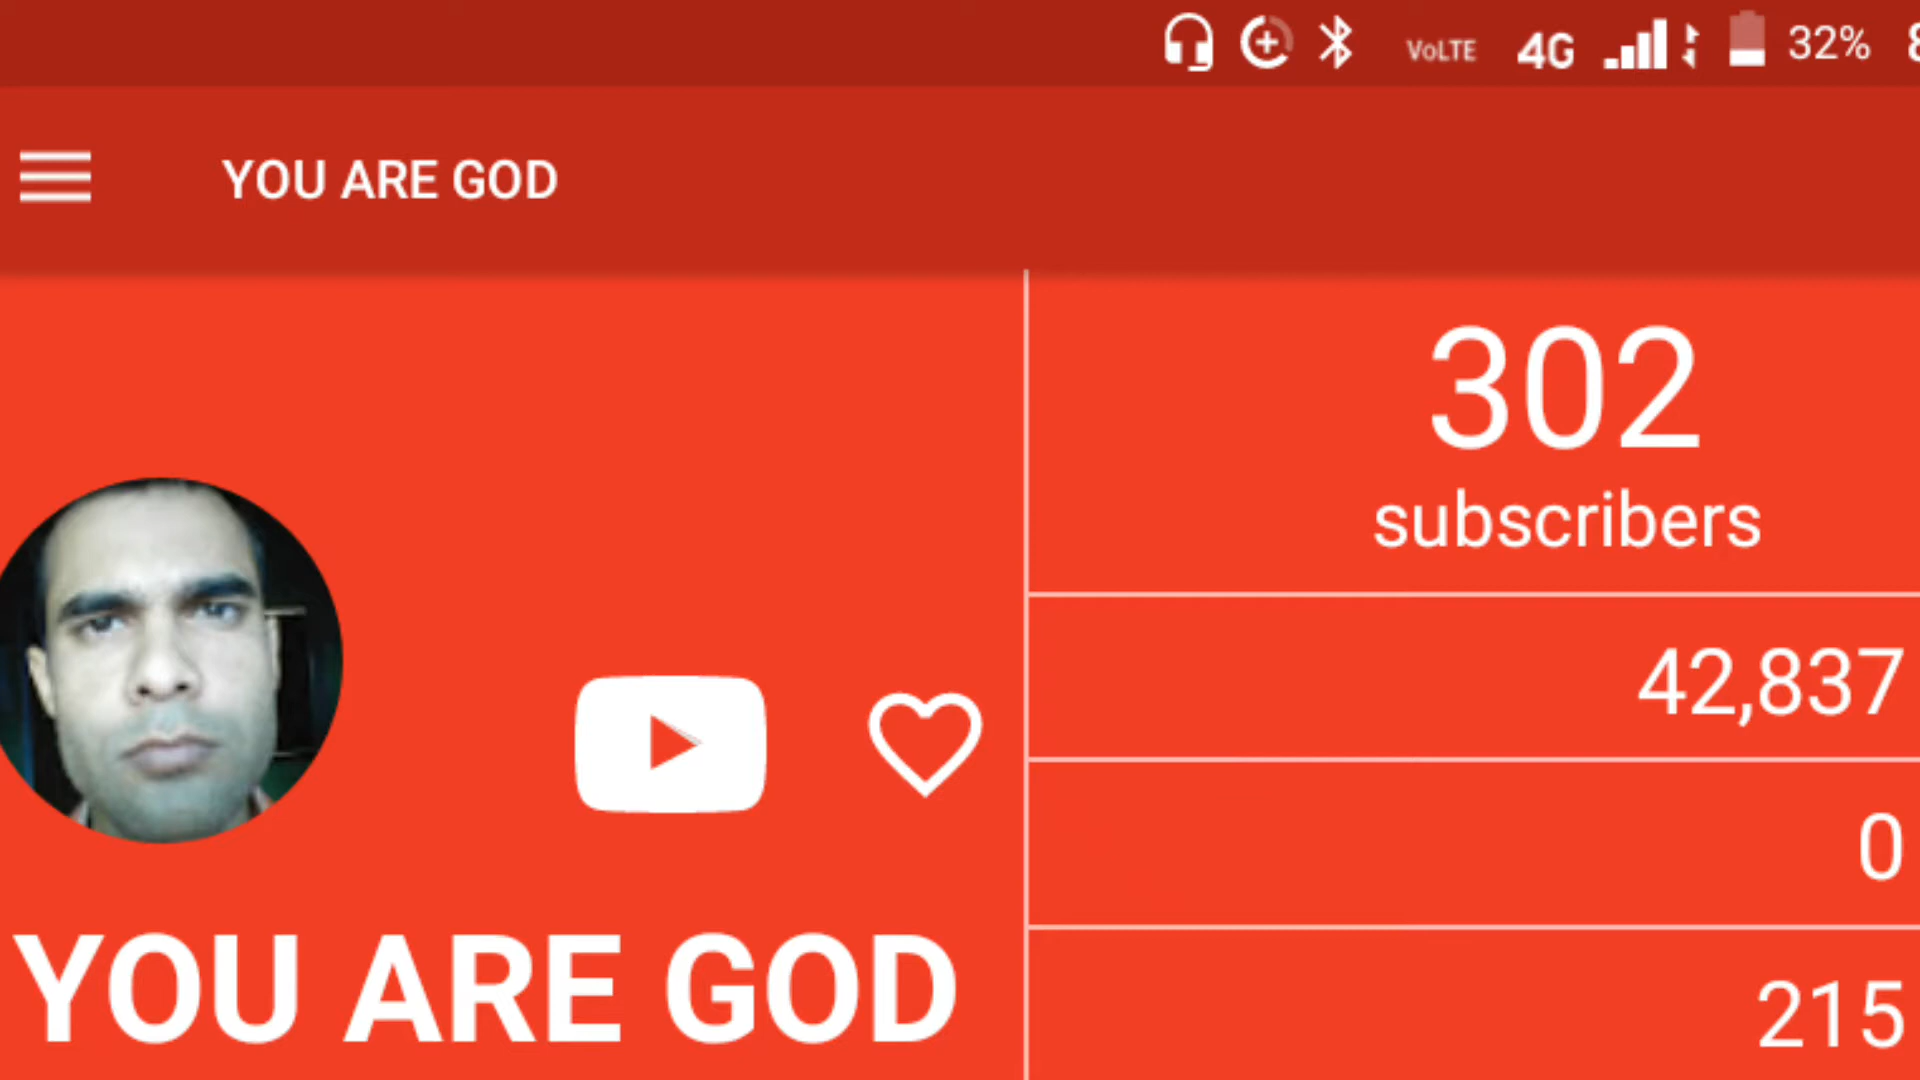 VoLTE 4G 32%
YOU ARE GOD
302
subscribers
42,837
0
215
YOU ARE GOD